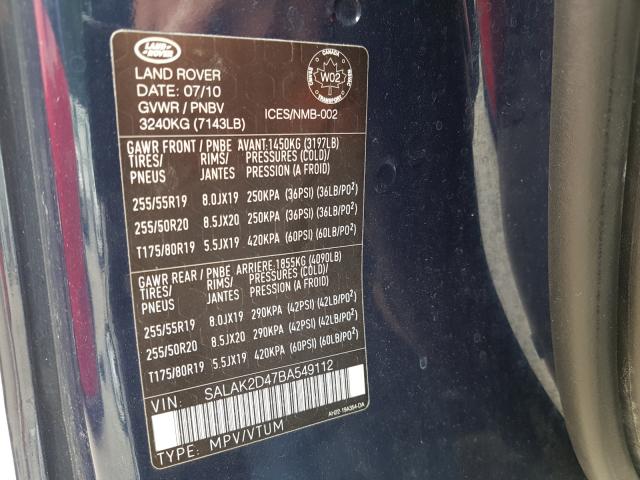 LAND ROVER
LAND ROVER
DATE: 07/10
GVWR / PNBV
3240KG (7143LB)
CANADA
W02
ICES/NMB-002
GAWR FRONT / PNBE AVANT 1450KG (3197LB)
TIRES/ RIMS/ PRESSURES (COLD)/
PNEUS JANTES PRESSION (A FROID)
255/55R19 8.0JX19 250KPA (36PSI) (36LB/PO²)
255/50R20 8.5JX20 250KPA (36PSI) (36LB/PO²)
T175/80R19 5.5JX19 420KPA (60PSI) (60LB/PO²)
GAWR REAR / PNBE ARRIERE 1855KG (4090LB)
TIRES/ RIMS/ PRESSURES (COLD)/
PNEUS JANTES PRESSION (A FROID)
255/55R19 8.0JX19 290KPA (42PSI) (42LB/PO²)
255/50R20 8.5JX20 290KPA (42PSI) (42LB/PO²)
T175/80R19 5.5JX19 420KPA (60PSI) (60LB/PO²)
VIN: SALAK2D47BA549112
AH22 19A354 DA
TYPE: MPV/VTUM